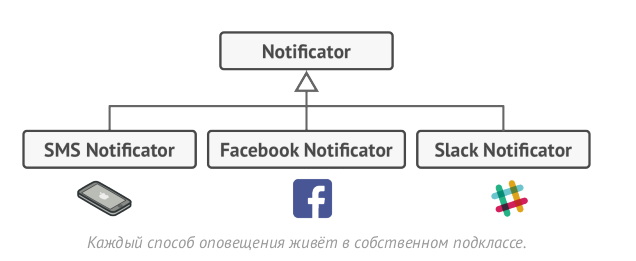 Notificator
SMS Notificator
Facebook Notificator
Slack Notificator
Каждый способ оповещения живёт в собственном подклассе.